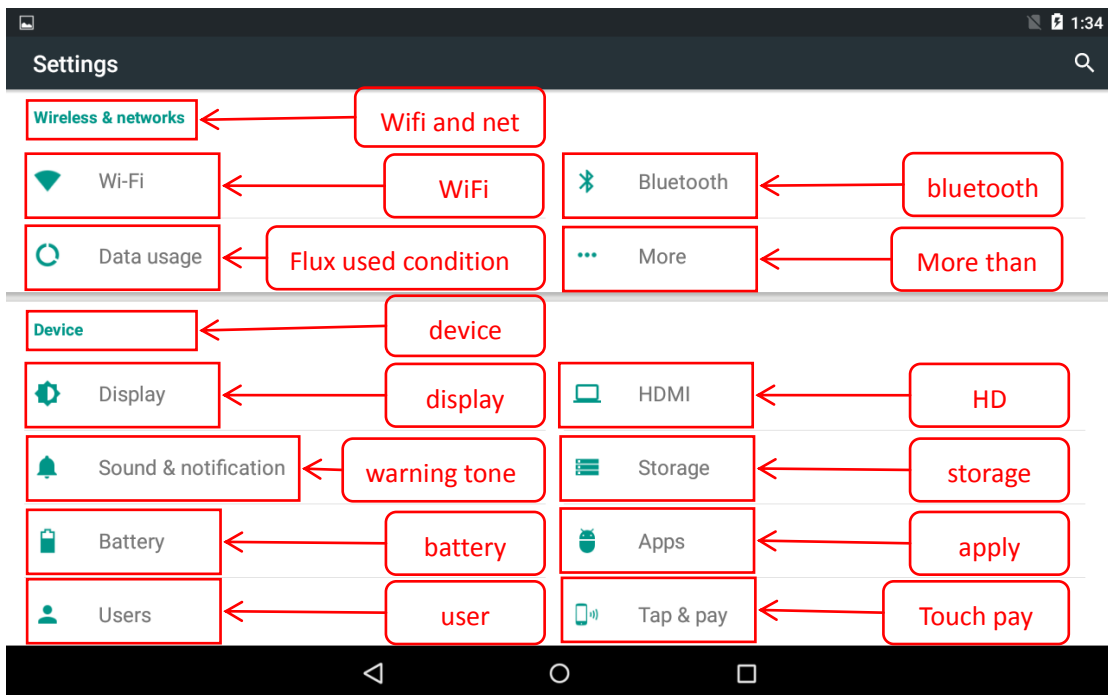 1:34
Settings
Wireless & networks
Wifi and net
Wi-Fi
WiFi
Bluetooth
bluetooth
Data usage
Flux used condition
More
More than
Device
device
Display
display
HDMI
HD
Sound & notification
warning tone
Storage
storage
Battery
battery
Apps
apply
Users
user
Tap & pay
Touch pay